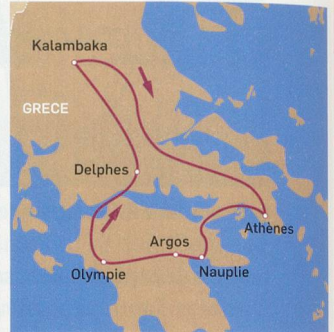 Kalambaka
GRECE
Delphes
Athènes
Argos
Nauplie
Olympie